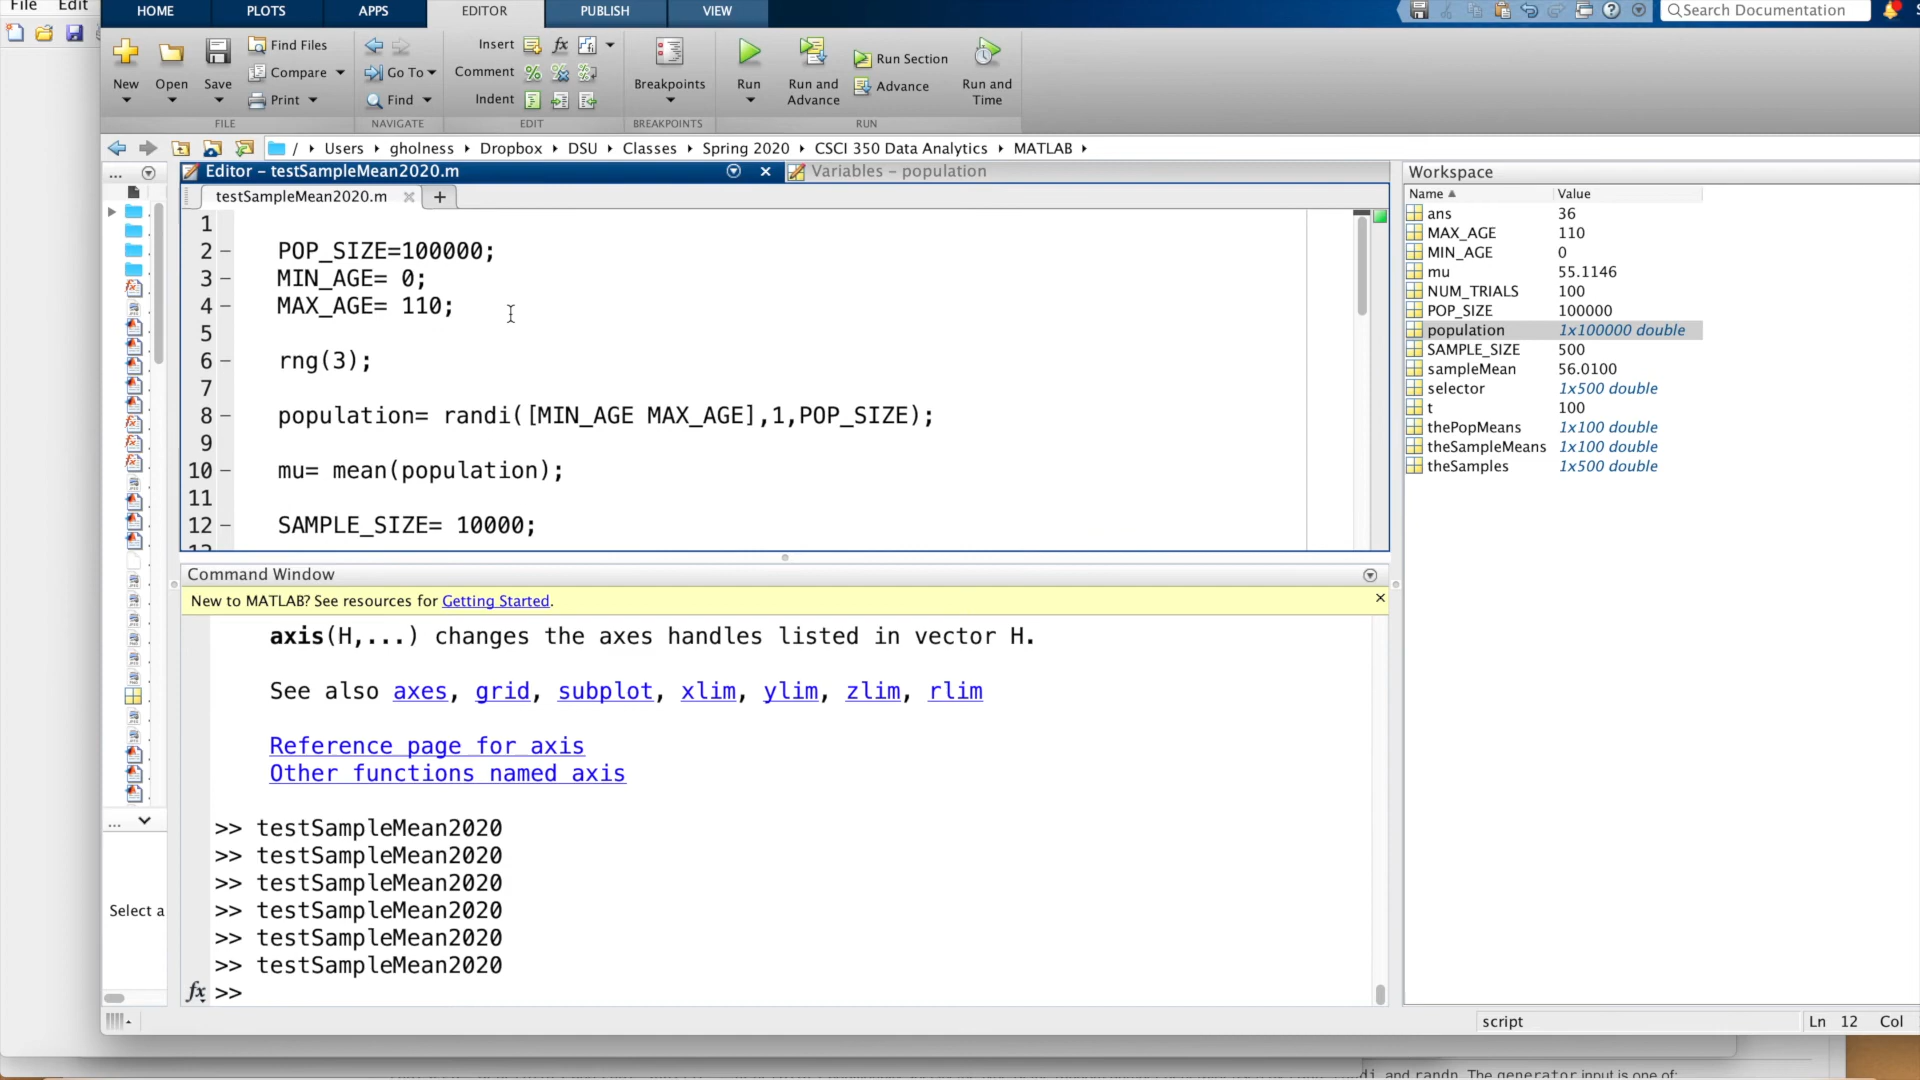 File Edit
HOME PLOTS APPS EDITOR PUBLISH VIEW
Search Documentation
New Open Save Find Files Compare Print
Go To Find
Insert fx
Comment
Indent
Breakpoints
Run Run and Advance Run Section Advance Run and Time
FILE NAVIGATE EDIT BREAKPOINTS RUN
/ Users gholness Dropbox DSU Classes Spring 2020 CSCI 350 Data Analytics MATLAB
... Editor - testSampleMean2020.m
Variables - population
testSampleMean2020.m +
1
2 - POP_SIZE=100000;
3 - MIN_AGE= 0;
4 - MAX_AGE= 110;
5
6 - rng(3);
7
8 - population= randi([MIN_AGE MAX_AGE],1,POP_SIZE);
9
10 - mu= mean(population);
11
12 - SAMPLE_SIZE= 10000;
Workspace
Name Value
ans 36
MAX_AGE 110
MIN_AGE 0
mu 55.1146
NUM_TRIALS 100
POP_SIZE 100000
population 1x100000 double
SAMPLE_SIZE 500
sampleMean 56.0100
selector 1x500 double
t 100
thePopMeans 1x100 double
theSampleMeans 1x100 double
theSamples 1x500 double
Command Window
New to MATLAB? See resources for Getting Started.
axis(H,...) changes the axes handles listed in vector H.
See also axes, grid, subplot, xlim, ylim, zlim, rlim
Reference page for axis
Other functions named axis
>> testSampleMean2020
>> testSampleMean2020
>> testSampleMean2020
>> testSampleMean2020
>> testSampleMean2020
>> testSampleMean2020
fx >>
...
Select a
script Ln 12 Col
and randn. The generator input is one of: